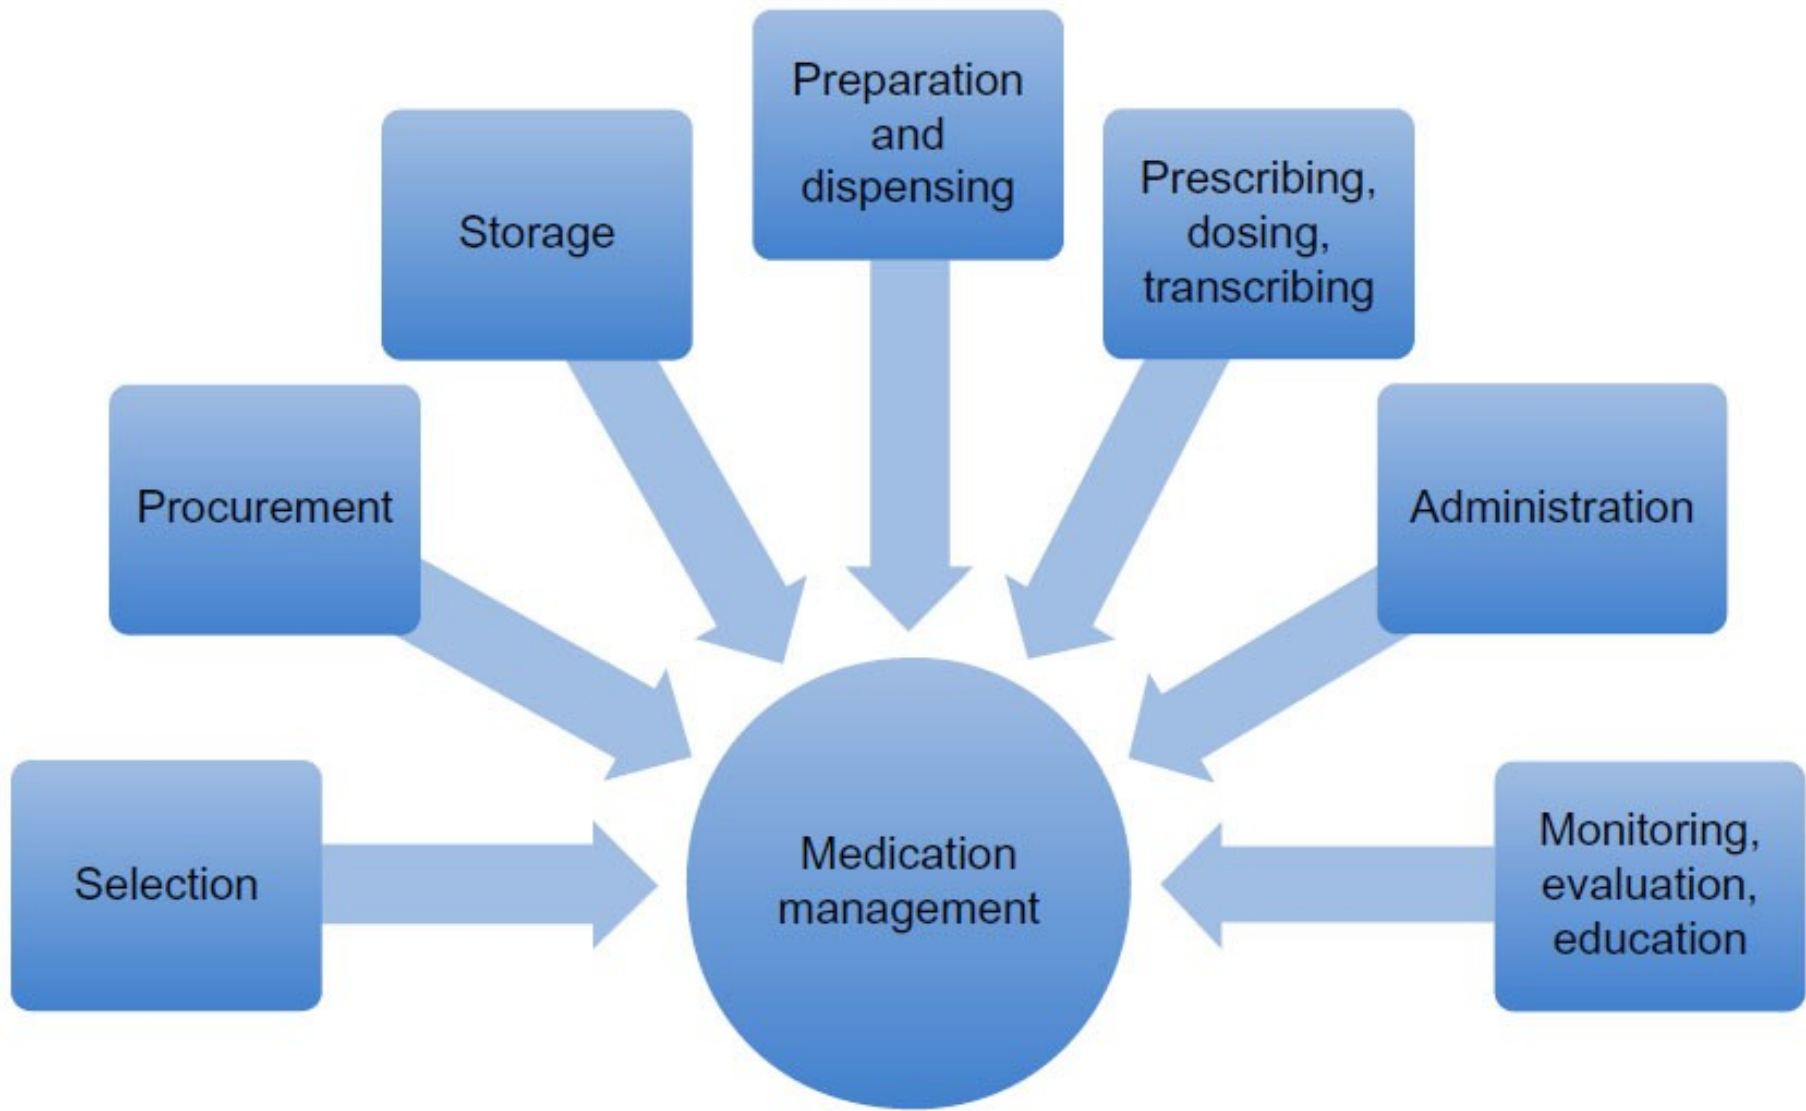 Preparation
and
dispensing
Storage
Prescribing,
dosing,
transcribing
Procurement
Administration
Selection
Medication
management
Monitoring,
evaluation,
education